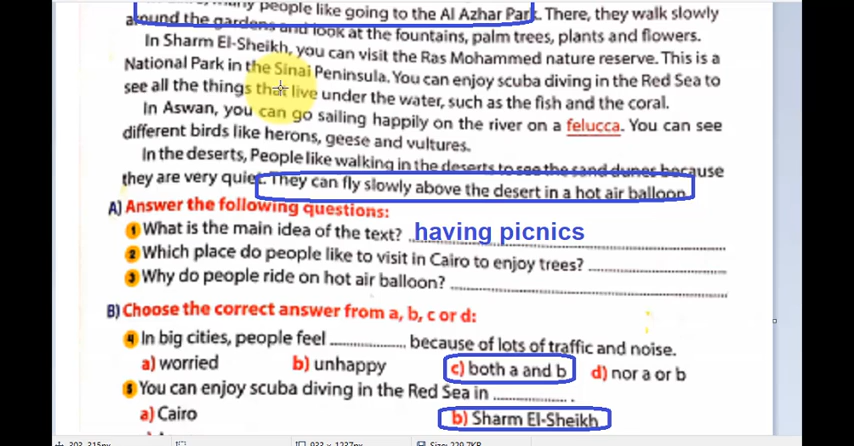 many people like going to the Al Azhar Park. There, they walk slowly
around the gardens and look at the fountains, palm trees, plants and flowers.
In Sharm El-Sheikh, you can visit the Ras Mohammed nature reserve. This is a
National Park in the Sinai Peninsula. You can enjoy scuba diving in the Red Sea to
see all the things that live under the water, such as the fish and the coral.
In Aswan, you can go sailing happily on the river on a felucca. You can see
different birds like herons, geese and vultures.
In the deserts, People like walking in the deserts to see the sand dunes because
they are very quiet. They can fly slowly above the desert in a hot air balloon.
A) Answer the following questions:
1 What is the main idea of the text? having picnics
2 Which place do people like to visit in Cairo to enjoy trees? ....................
3 Why do people ride on hot air balloon? ....................
B) Choose the correct answer from a, b, c or d:
4 In big cities, people feel .................... because of lots of traffic and noise.
a) worried b) unhappy c) both a and b d) nor a or b
5 You can enjoy scuba diving in the Red Sea in .................... .
a) Cairo b) Sharm El-Sheikh
303, 315px 933 × 1237px Size: 229.7KB